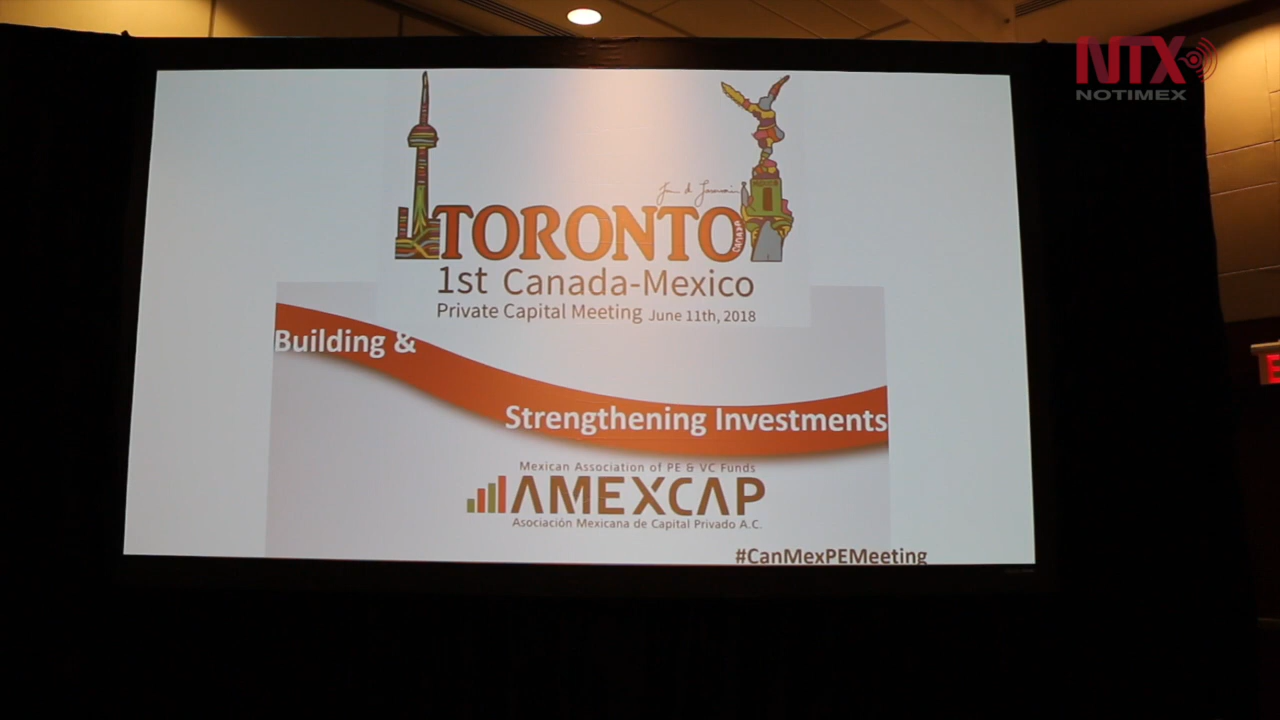 NTX
NOTIMEX
TORONTO
CANADA
1st Canada-Mexico
Private Capital Meeting June 11th, 2018
Building &
Strengthening Investments
Mexican Association of PE & VC Funds
AMEXCAP
Asociación Mexicana de Capital Privado A.C.
#CanMexPEMeeting
E